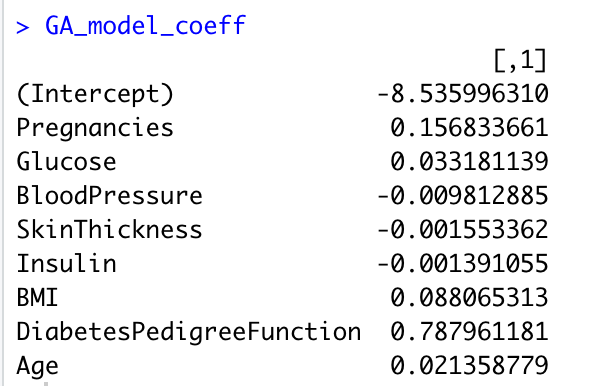 > GA_model_coeff
[,1]
(Intercept) -8.535996310
Pregnancies 0.156833661
Glucose 0.033181139
BloodPressure -0.009812885
SkinThickness -0.001553362
Insulin -0.001391055
BMI 0.088065313
DiabetesPedigreeFunction 0.787961181
Age 0.021358779